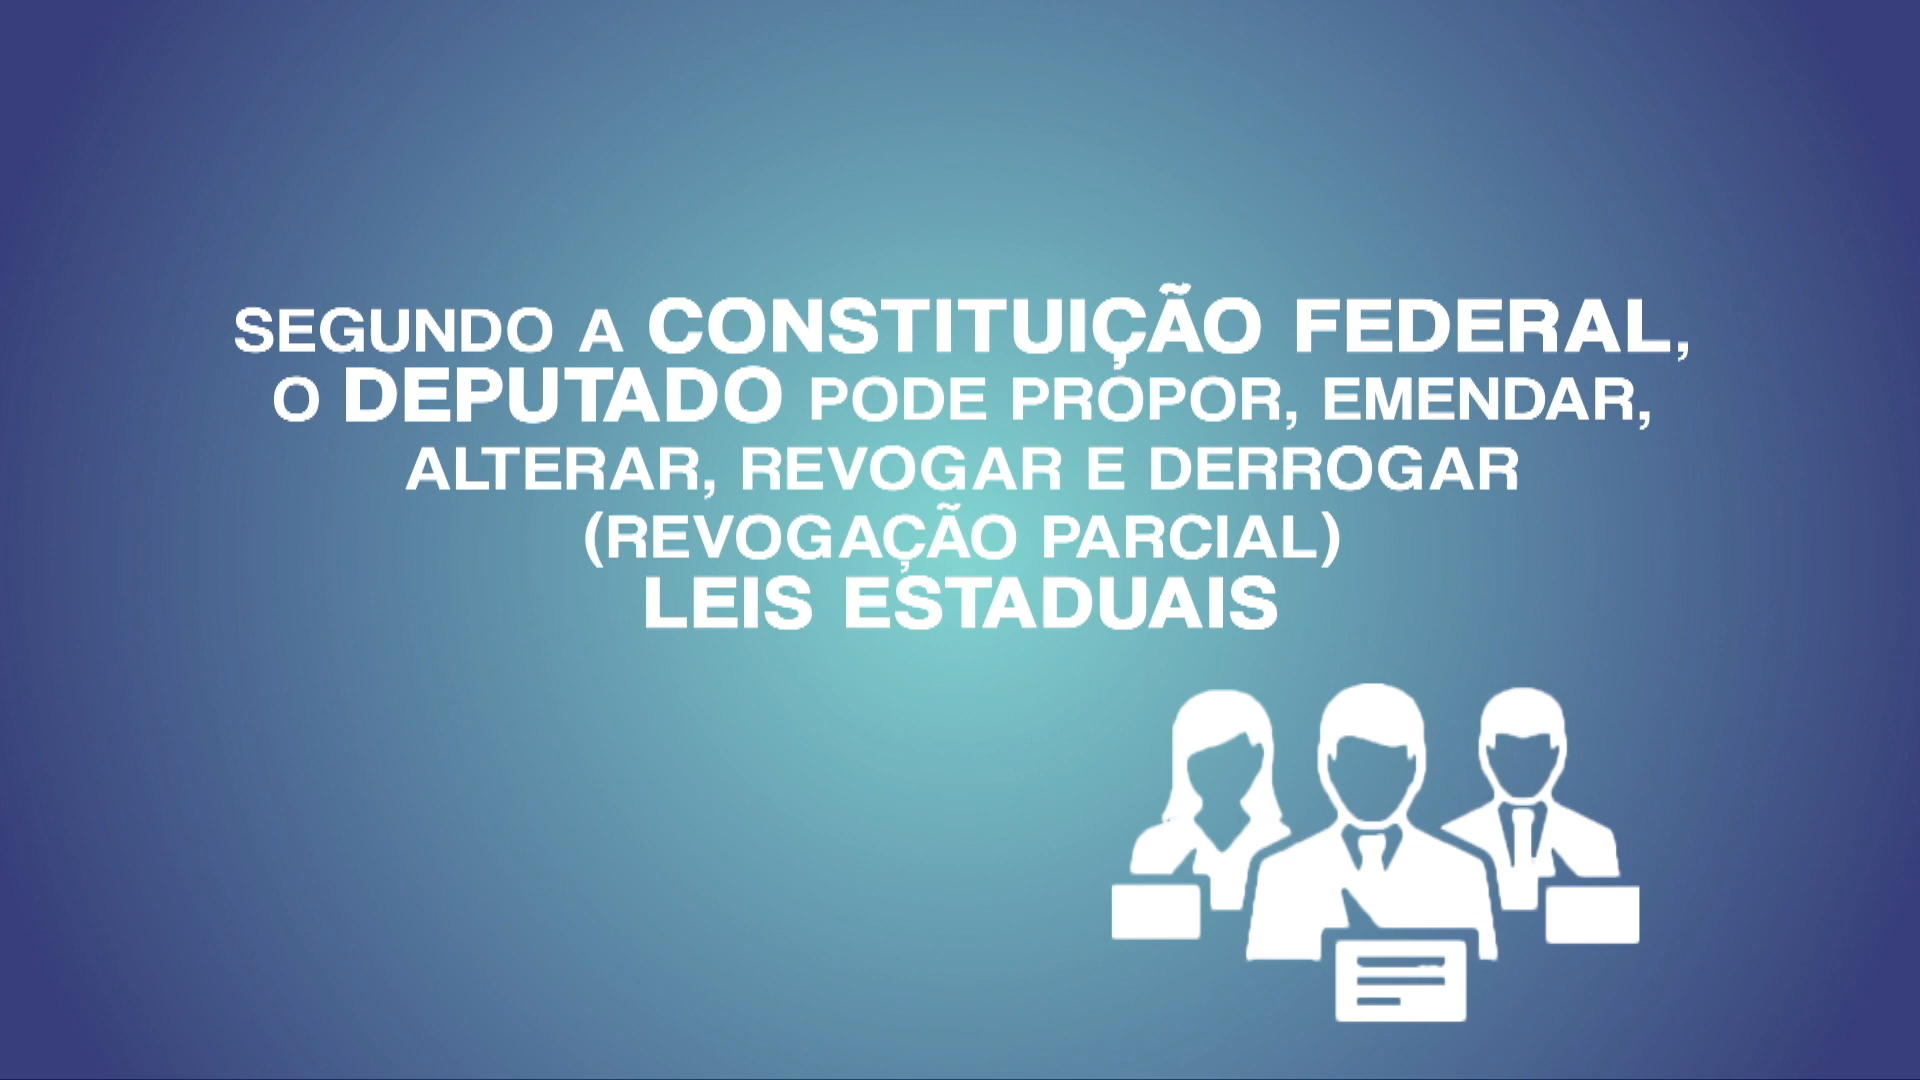 SEGUNDO A CONSTITUIÇÃO FEDERAL,
O DEPUTADO PODE PROPOR, EMENDAR,
ALTERAR, REVOGAR E DERROGAR
(REVOGAÇÃO PARCIAL)
LEIS ESTADUAIS